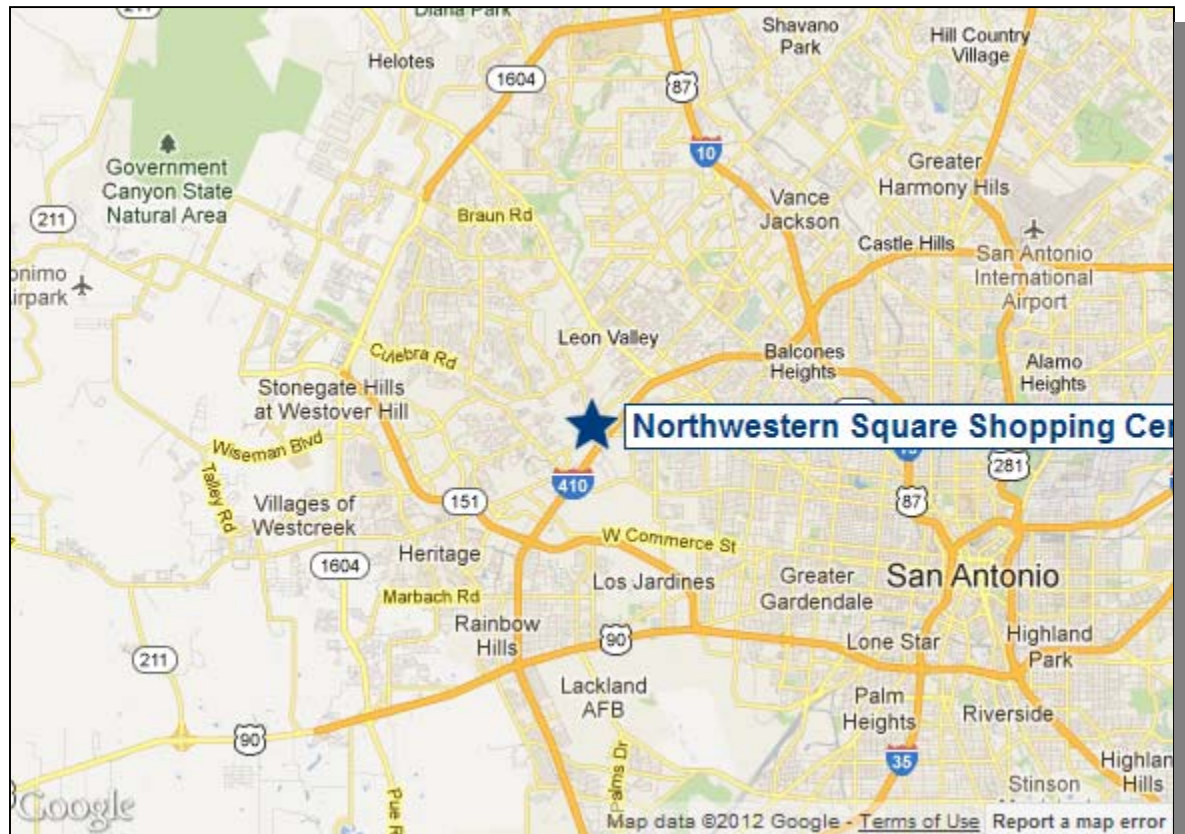 Diana Park
Shavano
Park
Hill Country
Village
Helotes
1604
87
10
Government
Canyon State
Natural Area
Greater
Harmony Hills
211
Braun Rd
Vance
Jackson
Castle Hills
San Antonio
International
Airport
onimo
irpark
Leon Valley
Culebra Rd
Balcones
Heights
Alamo
Heights
Stonegate Hills
at Westover Hill
Northwestern Square Shopping Cen
Wiseman Blvd
Talley Rd
410
281
87
151
Villages of
Westcreek
W Commerce St
Heritage
1604
Los Jardines
Greater
Gardendale
San Antonio
Marbach Rd
Rainbow
Hills
90
Lone Star
Highland
Park
211
Lackland
AFB
Palm
Heights
Riverside
90
35
Highlan
Hills
Palms Dr
Stinson
Pue R
Google
Map data ©2012 Google - Terms of Use
Report a map error